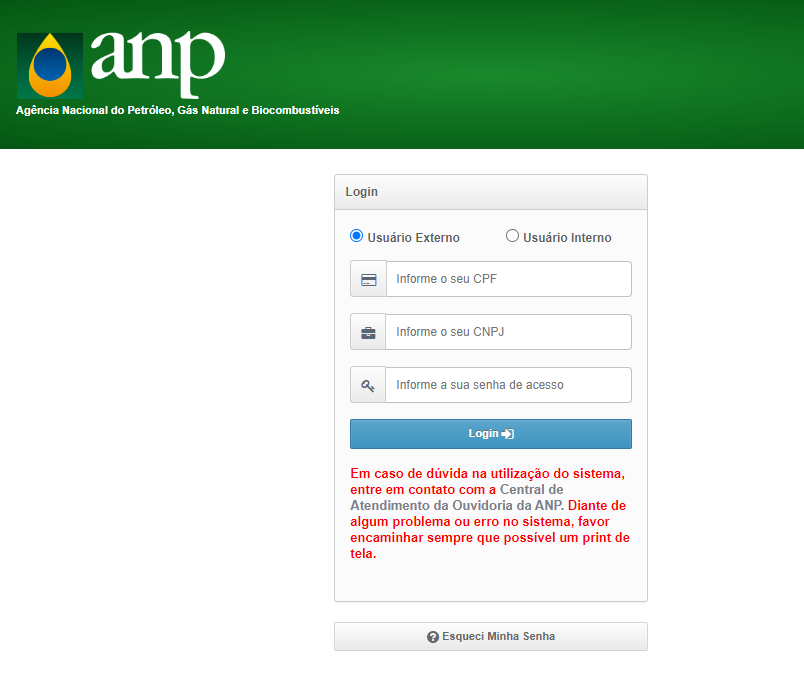 anp
Agência Nacional do Petróleo, Gás Natural e Biocombustíveis
Login
Usuário Externo
Usuário Interno
Informe o seu CPF
Informe o seu CNPJ
Informe a sua senha de acesso
Login
Em caso de dúvida na utilização do sistema,
entre em contato com a Central de
Atendimento da Ouvidoria da ANP. Diante de
algum problema ou erro no sistema, favor
encaminhar sempre que possível um print de
tela.
Esqueci Minha Senha